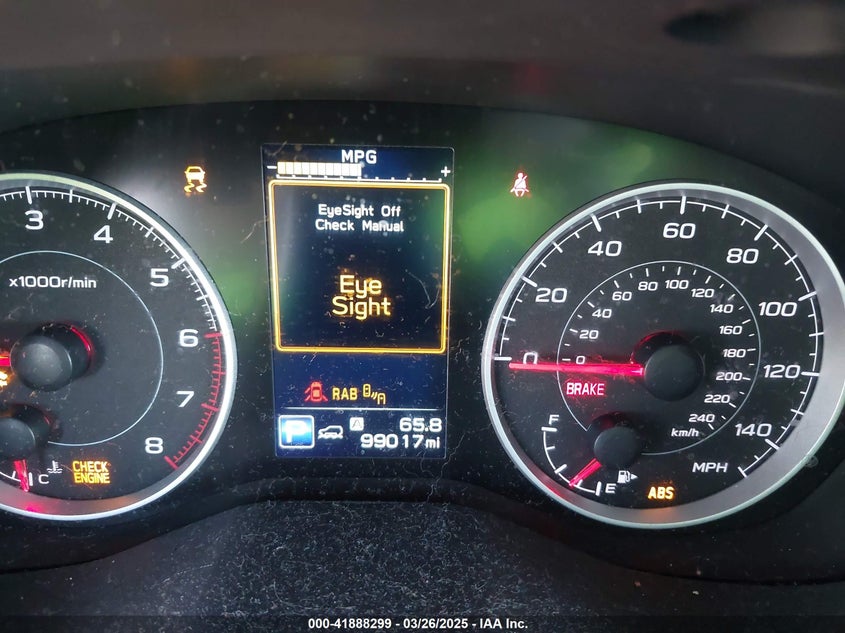 MPG
- +
EyeSight Off
Check Manual
Eye
Sight
RAB
P A 65.8
99017mi
3
4
5
6
7
8
x1000r/min
C
CHECK
ENGINE
0
20
40
60
80
100
120
140
MPH
0
20
40
60
80
100
120
140
160
180
200
220
240
km/h
BRAKE
F
E
ABS
000-41888299 - 03/26/2025 - IAA Inc.